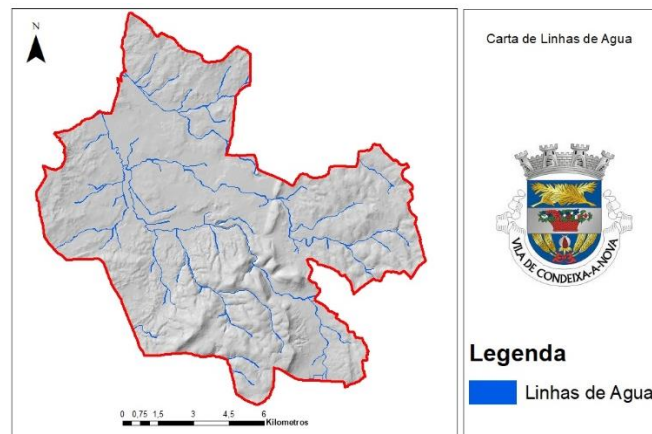 N
Carta de Linhas de Agua
VILA DE CONDEIXA-A-NOVA
Legenda
Linhas de Agua
0 0,75 1,5 3 4,5 6
Kilometros